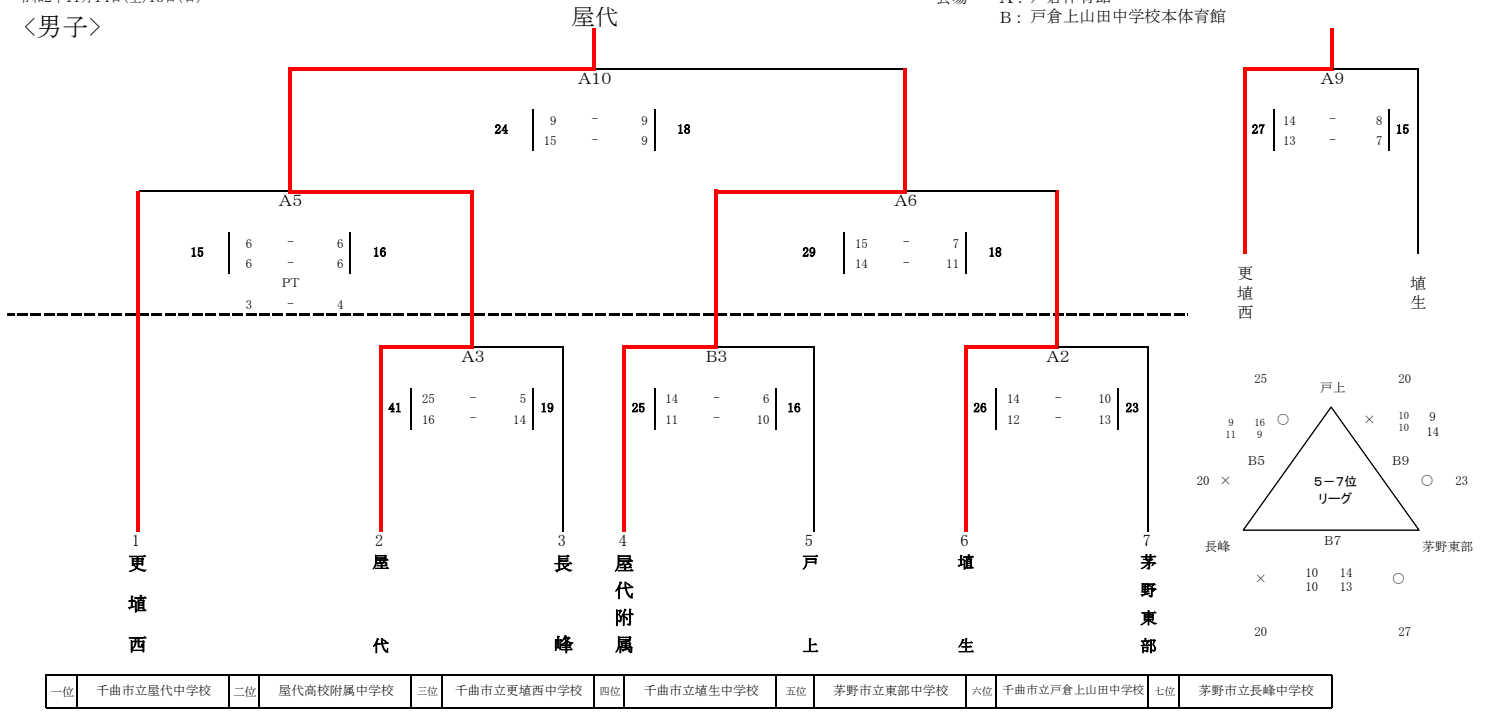 <男子>
屋代
A： 戸倉体育館
B： 戸倉上山田中学校本体育館
A10
24 9 - 9 18
15 - 9
A9
27 14 - 8 15
13 - 7
更埴西
埴生
A5
15 6 - 6 16
6 - 6
PT
3 - 4
A6
29 15 - 7 18
14 - 11
A3
41 25 - 5 19
16 - 14
B3
25 14 - 6 16
11 - 10
A2
26 14 - 10 23
12 - 13
1 2 3 4 5 6 7
更埴西
屋代
長峰
屋代附属
戸上
埴生
茅野東部
25 戸上 20
9 16 ○ × 10 9
11 9 10 14
B5 B9
20 × 5－7位 ○ 23
リーグ
長峰 B7 茅野東部
× 10 14 ○
10 13
20 27
一位 千曲市立屋代中学校 二位 屋代高校附属中学校 三位 千曲市立更埴西中学校 四位 千曲市立埴生中学校 五位 茅野市立東部中学校 六位 千曲市立戸倉上山田中学校 七位 茅野市立長峰中学校